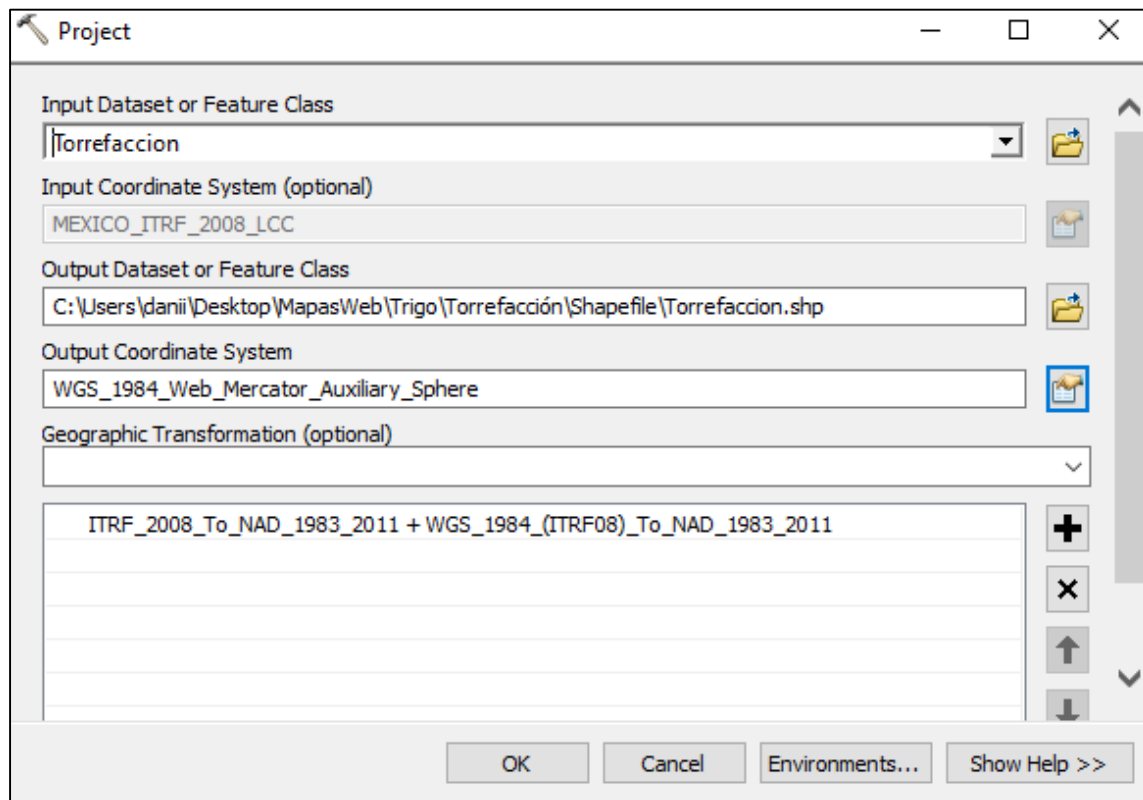 Project
Input Dataset or Feature Class
Torrefaccion
Input Coordinate System (optional)
MEXICO_ITRF_2008_LCC
Output Dataset or Feature Class
C:\Users\danii\Desktop\MapasWeb\Trigo\Torrefacción\Shapefile\Torrefaccion.shp
Output Coordinate System
WGS_1984_Web_Mercator_Auxiliary_Sphere
Geographic Transformation (optional)
ITRF_2008_To_NAD_1983_2011 + WGS_1984_(ITRF08)_To_NAD_1983_2011
OK Cancel Environments... Show Help >>